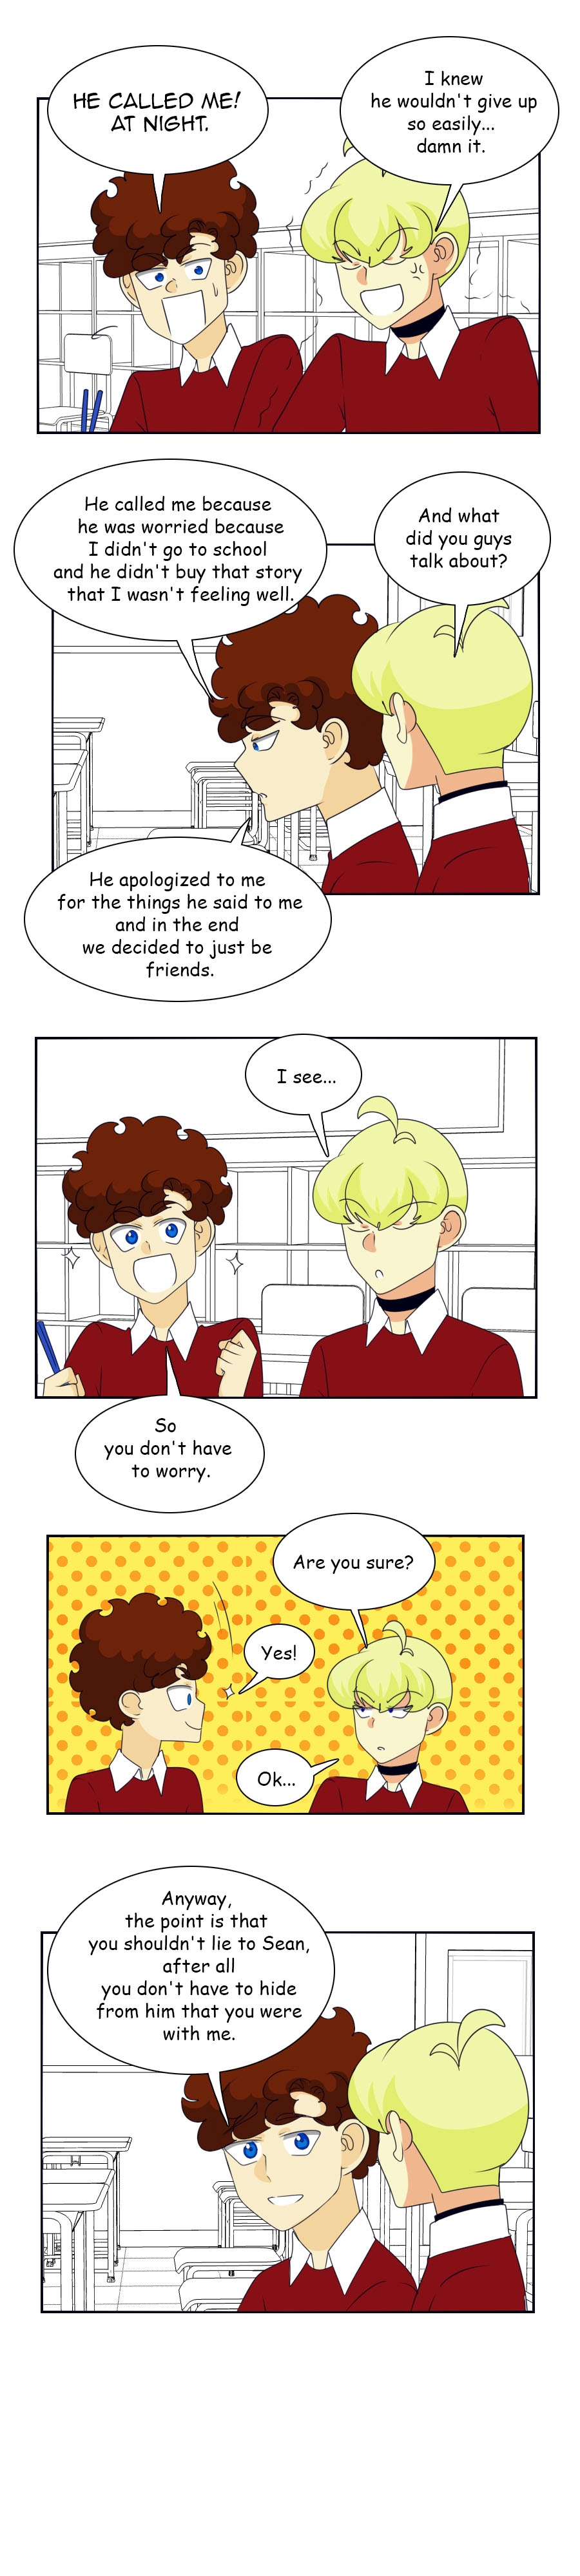 HE CALLED ME!
AT NIGHT.
I knew
he wouldn't give up
so easily...
damn it.
He called me because
he was worried because
I didn't go to school
and he didn't buy that story
that I wasn't feeling well.
And what
did you guys
talk about?
He apologized to me
for the things he said to me
and in the end
we decided to just be
friends.
I see...
So
you don't have
to worry.
Are you sure?
Yes!
Ok...
Anyway,
the point is that
you shouldn't lie to Sean,
after all
you don't have to hide
from him that you were
with me.